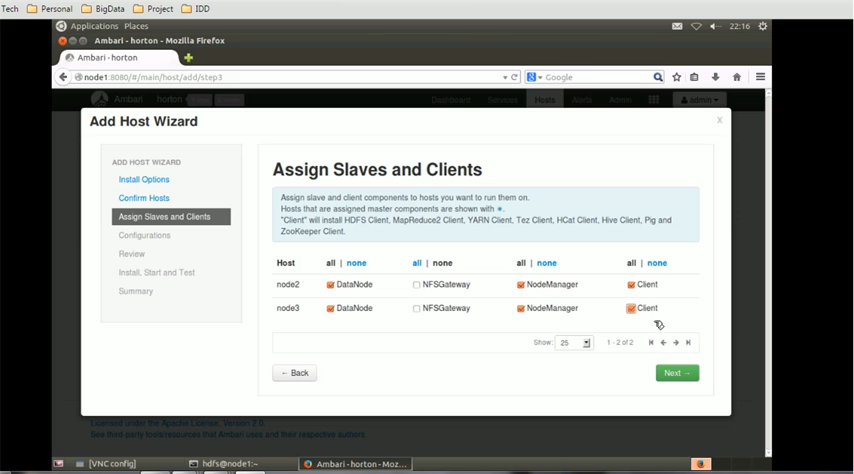 Tech Personal BigData Project IDD
Applications Places 22:16
Ambari - horton - Mozilla Firefox
Ambari - horton
node1:8080/#/main/host/add/step3 Google
Ambari horton Dashboard Services Hosts Alerts Admin admin
Add Host Wizard x
ADD HOST WIZARD
Install Options
Confirm Hosts
Assign Slaves and Clients
Configurations
Review
Install, Start and Test
Summary
Assign Slaves and Clients
Assign slave and client components to hosts you want to run them on.
Hosts that are assigned master components are shown with ✶.
"Client" will install HDFS Client, MapReduce2 Client, YARN Client, Tez Client, HCat Client, Hive Client, Pig and
ZooKeeper Client.
Host all | none all | none all | none all | none
node2 DataNode NFSGateway NodeManager Client
node3 DataNode NFSGateway NodeManager Client
Show: 25 1 - 2 of 2
← Back Next →
Licensed under the Apache License, Version 2.0.
See third-party tools/resources that Ambari uses and their respective authors
[VNC config] hdfs@node1:~ Ambari - horton - Moz...